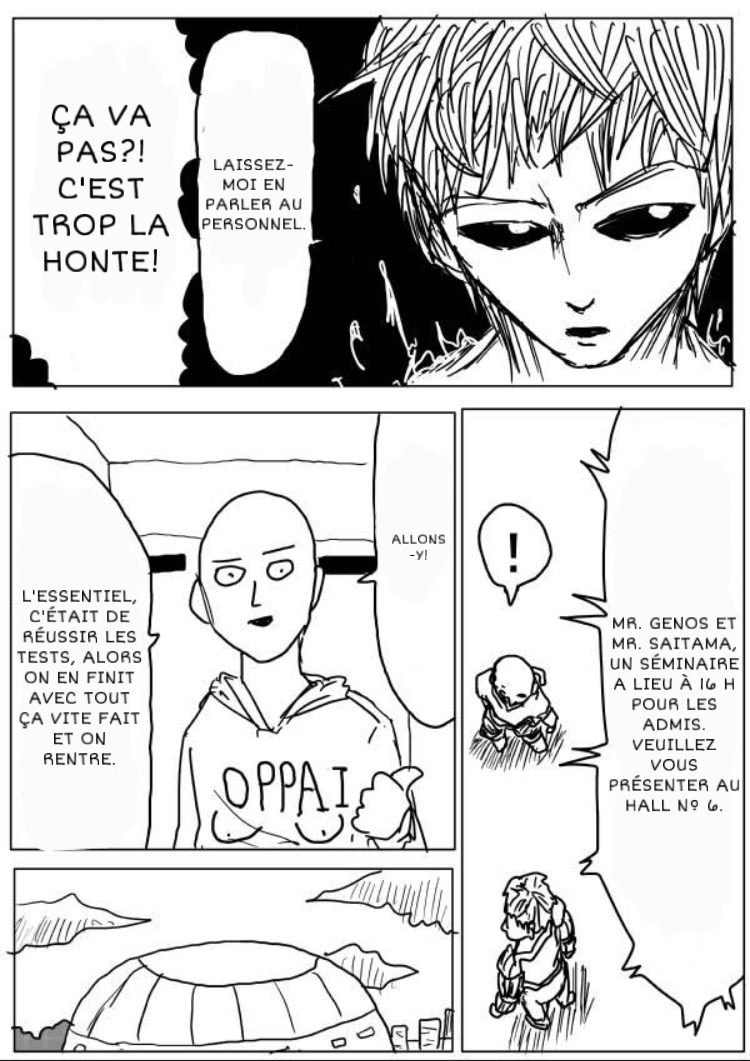 LAISSEZ-
MOI EN
PARLER AU
PERSONNEL.
ÇA VA
PAS?!
C'EST
TROP LA
HONTE!
MR. GENOS ET
MR. SAITAMA,
UN SÉMINAIRE
A LIEU À 16 H
POUR LES
ADMIS.
VEUILLEZ
VOUS
PRÉSENTER AU
HALL Nº 6.
!
ALLONS
-Y!
L'ESSENTIEL,
C'ÉTAIT DE
RÉUSSIR LES
TESTS, ALORS
ON EN FINIT
AVEC TOUT
ÇA VITE FAIT
ET ON
RENTRE.
OPPAI